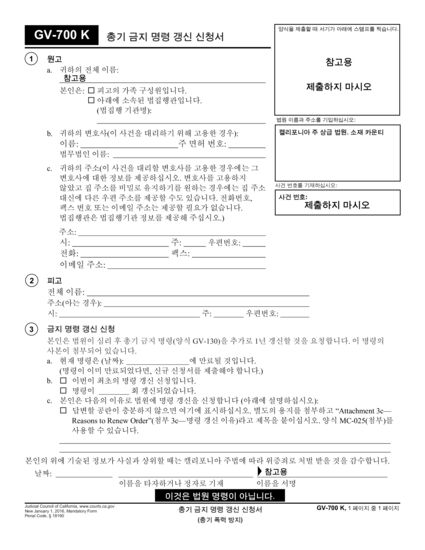 GV-700 K 총기 금지 명령 갱신 신청서
양식을 제출할 때 서기가 아래에 스탬프를 찍습니다.
참고용
제출하지 마시오
법원 이름과 주소를 기입하십시오:
캘리포니아 주 상급 법원, 소재 카운티
사건 번호를 기재하십시오:
사건 번호:
제출하지 마시오
1 원고
a. 귀하의 전체 이름:
참고용
본인은: □ 피고의 가족 구성원입니다.
□ 아래에 소속된 법집행관입니다.
(법집행 기관명):
b. 귀하의 변호사(이 사건을 대리하기 위해 고용한 경우):
이름: 주 면허 번호:
법무법인 이름:
c. 귀하의 주소(이 사건을 대리할 변호사를 고용한 경우에는 그
변호사에 대한 정보를 제공하십시오. 변호사를 고용하지
않았고 집 주소를 비밀로 유지하기를 원하는 경우에는 집 주소
대신에 다른 우편 주소를 제공할 수도 있습니다. 전화번호,
팩스 번호 또는 이메일 주소는 제공할 필요가 없습니다.
법집행관은 법집행기관 정보를 제공해 주십시오.)
주소:
시: 주: 우편번호:
전화: 팩스:
이메일 주소:
2 피고
전체 이름:
주소(아는 경우):
시: 주: 우편번호:
3 금지 명령 갱신 신청
본인은 법원이 심리 후 총기 금지 명령(양식 GV-130)을 추가로 1년 갱신할 것을 요청합니다. 이 명령의
사본이 첨부되어 있습니다.
a. 현재 명령은 (날짜): 에 만료될 것입니다.
(명령이 이미 만료되었다면, 신규 신청서를 제출해야 합니다.)
b. □ 이번이 최초의 명령 갱신 신청입니다.
□ 명령이 회 갱신되었습니다.
c. 본인은 다음의 이유로 법원에 명령 갱신을 신청합니다 (아래에 설명하십시오):
□ 답변할 공란이 충분하지 않으면 여기에 표시하십시오. 별도의 용지를 첨부하고 “Attachment 3c—
Reasons to Renew Order”(첨부 3c—명령 갱신 이유)라고 제목을 붙이십시오. 양식 MC-025(첨부)를
사용할 수 있습니다.
본인의 위에 기술된 정보가 사실과 상위할 때는 캘리포니아 주법에 따라 위증죄로 처벌 받을 것을 감수합니다.
날짜: 참고용
이름을 타자하거나 정자로 기재 이름을 서명
이것은 법원 명령이 아닙니다.
Judicial Council of California, www.courts.ca.gov
New January 1, 2016, Mandatory Form
Penal Code, § 18190
총기 금지 명령 갱신 신청서
(총기 폭력 방지)
GV-700 K, 1 페이지 중 1 페이지